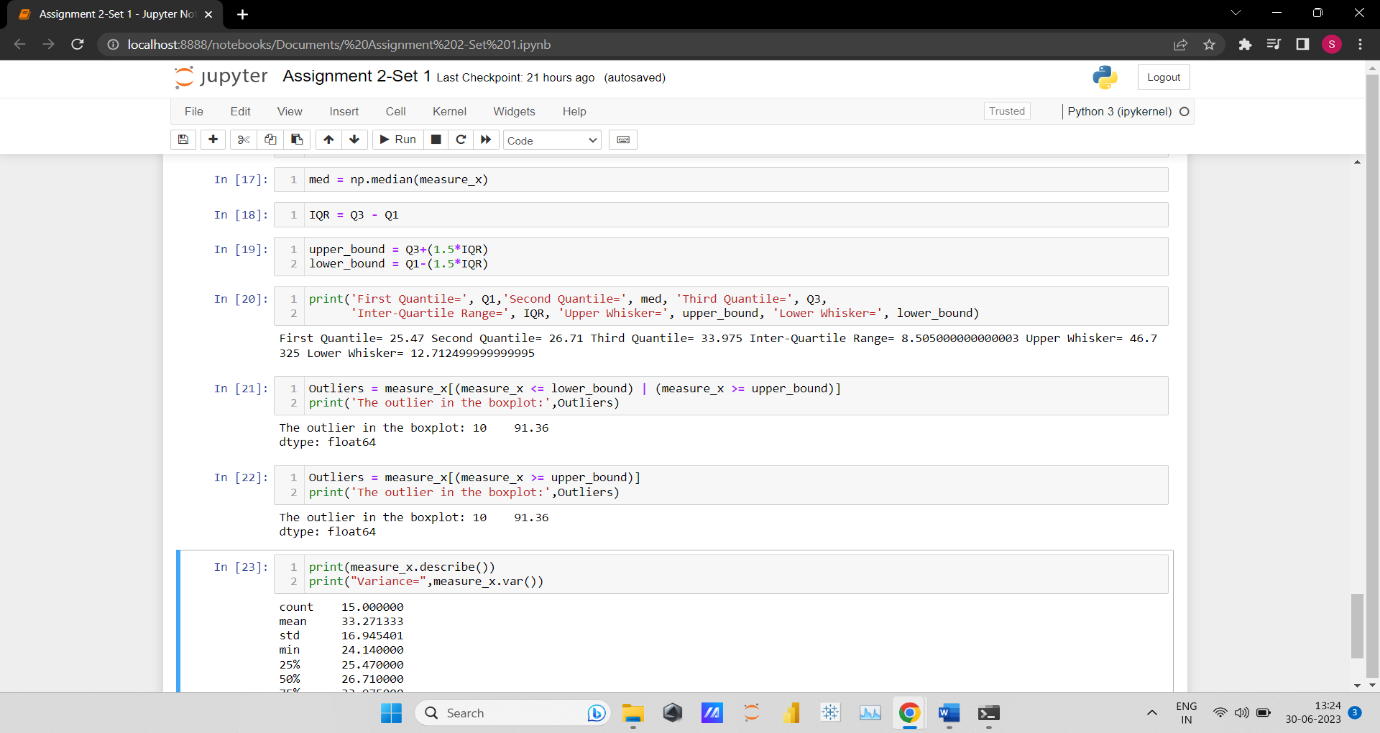 Assignment 2-Set 1 - Jupyter No
localhost:8888/notebooks/Documents/%20Assignment%202-Set%201.ipynb
S
jupyter Assignment 2-Set 1 Last Checkpoint: 21 hours ago (autosaved)
Logout
File Edit View Insert Cell Kernel Widgets Help
Trusted
Python 3 (ipykernel)
Run
Code
In [17]:
1 med = np.median(measure_x)
In [18]:
1 IQR = Q3 - Q1
In [19]:
1 upper_bound = Q3+(1.5*IQR)
2 lower_bound = Q1-(1.5*IQR)
In [20]:
1 print('First Quantile=', Q1,'Second Quantile=', med, 'Third Quantile=', Q3,
2 'Inter-Quartile Range=', IQR, 'Upper Whisker=', upper_bound, 'Lower Whisker=', lower_bound)
First Quantile= 25.47 Second Quantile= 26.71 Third Quantile= 33.975 Inter-Quartile Range= 8.505000000000003 Upper Whisker= 46.7
325 Lower Whisker= 12.712499999999995
In [21]:
1 Outliers = measure_x[(measure_x <= lower_bound) | (measure_x >= upper_bound)]
2 print('The outlier in the boxplot:',Outliers)
The outlier in the boxplot: 10    91.36
dtype: float64
In [22]:
1 Outliers = measure_x[(measure_x >= upper_bound)]
2 print('The outlier in the boxplot:',Outliers)
The outlier in the boxplot: 10    91.36
dtype: float64
In [23]:
1 print(measure_x.describe())
2 print("Variance=",measure_x.var())
count    15.000000
mean     33.271333
std      16.945401
min      24.140000
25%      25.470000
50%      26.710000
Search
ENG
IN
13:24
30-06-2023
3